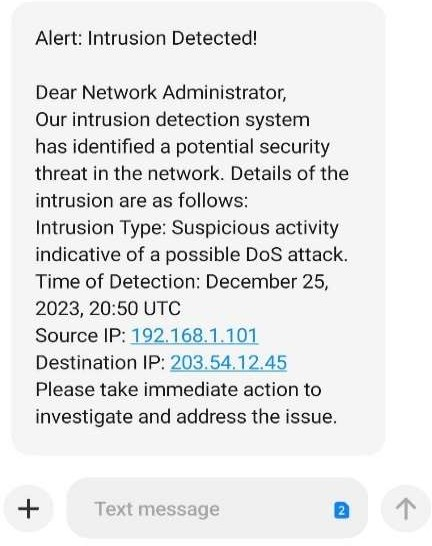 Alert: Intrusion Detected!
Dear Network Administrator,
Our intrusion detection system
has identified a potential security
threat in the network. Details of the
intrusion are as follows:
Intrusion Type: Suspicious activity
indicative of a possible DoS attack.
Time of Detection: December 25,
2023, 20:50 UTC
Source IP: 192.168.1.101
Destination IP: 203.54.12.45
Please take immediate action to
investigate and address the issue.
Text message
2